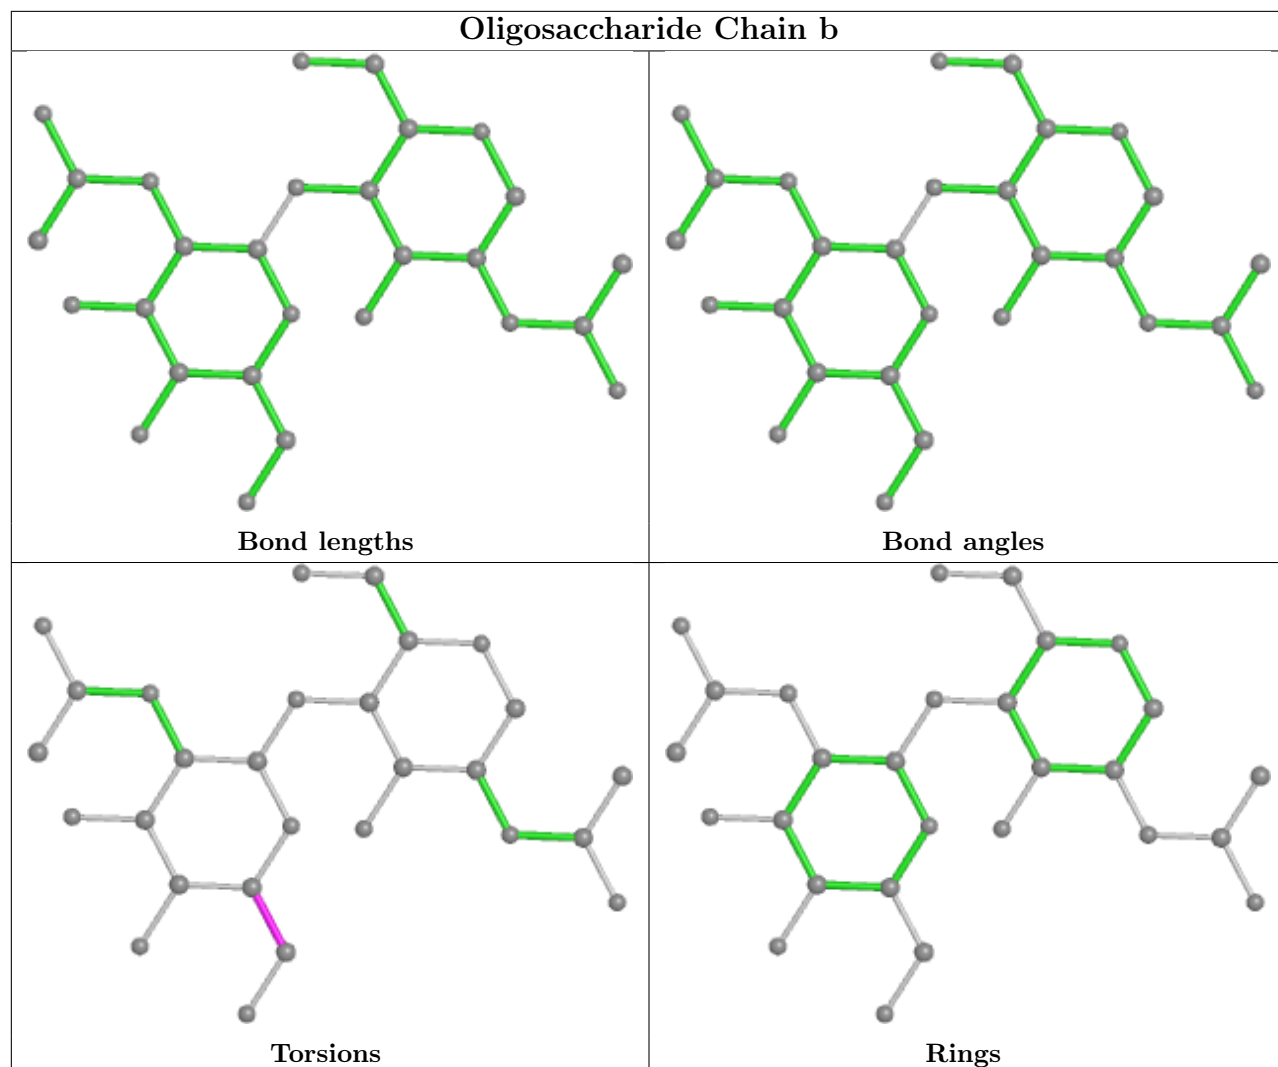 Oligosaccharide Chain b
Bond lengths
Bond angles
Torsions
Rings